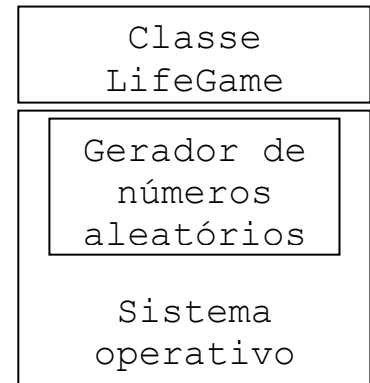 Classe
LifeGame
Gerador de
números
aleatórios
Sistema
operativo